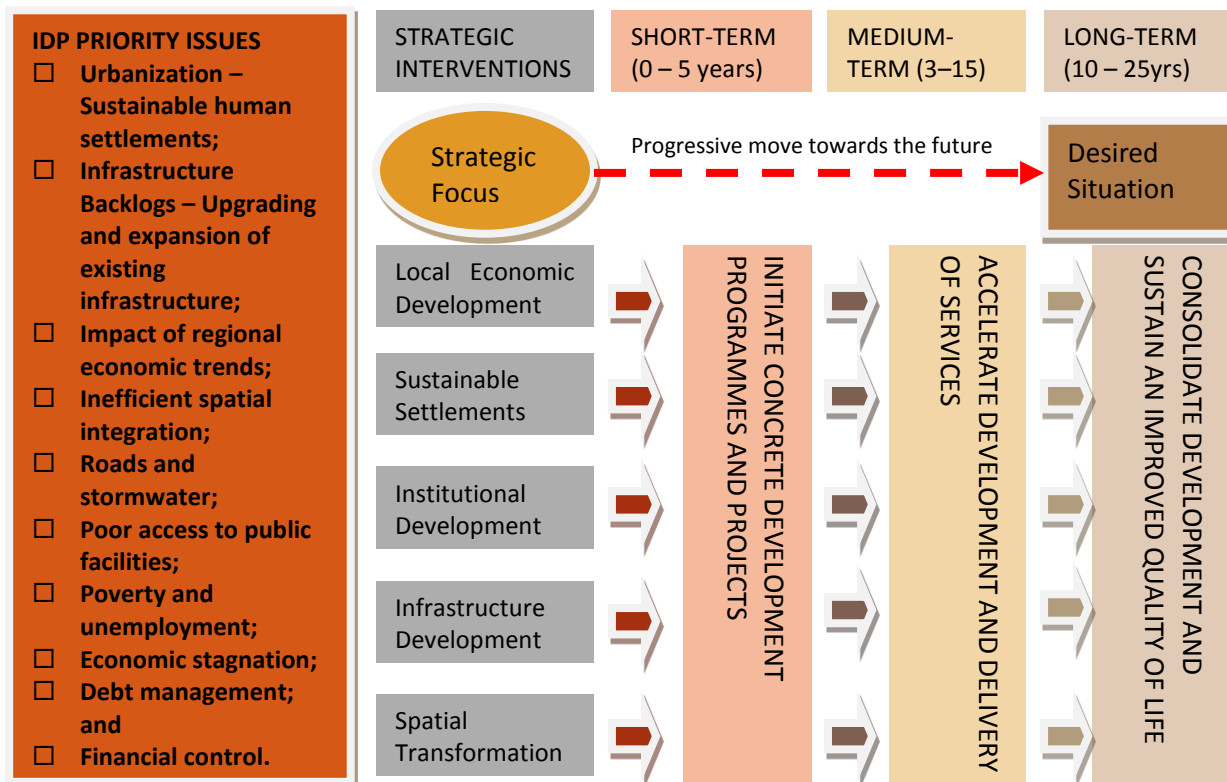 IDP PRIORITY ISSUES
☐ Urbanization –
Sustainable human
settlements;
☐ Infrastructure
Backlogs – Upgrading
and expansion of
existing
infrastructure;
☐ Impact of regional
economic trends;
☐ Inefficient spatial
integration;
☐ Roads and
stormwater;
☐ Poor access to public
facilities;
☐ Poverty and
unemployment;
☐ Economic stagnation;
☐ Debt management;
and
☐ Financial control.
STRATEGIC
INTERVENTIONS
SHORT-TERM
(0 – 5 years)
MEDIUM-
TERM (3–15)
LONG-TERM
(10 – 25yrs)
Strategic
Focus
Progressive move towards the future
Desired
Situation
Local Economic
Development
Sustainable
Settlements
Institutional
Development
Infrastructure
Development
Spatial
Transformation
INITIATE CONCRETE DEVELOPMENT
PROGRAMMES AND PROJECTS
ACCELERATE DEVELOPMENT AND DELIVERY
OF SERVICES
CONSOLIDATE DEVELOPMENT AND
SUSTAIN AN IMPROVED QUALITY OF LIFE